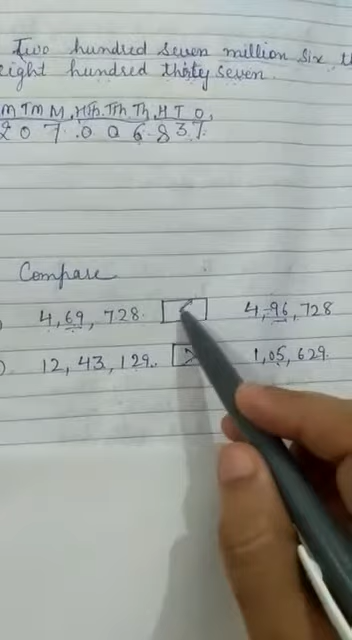 Two hundred seven million six
eight hundred thirty seven.
M TM M, HTh. TTh Th, H T O,
2 0 7. 0 0 6. 8 3 7.
Compare
4,69,728. < 4,96,728
12,43,129. > 1,05,629.